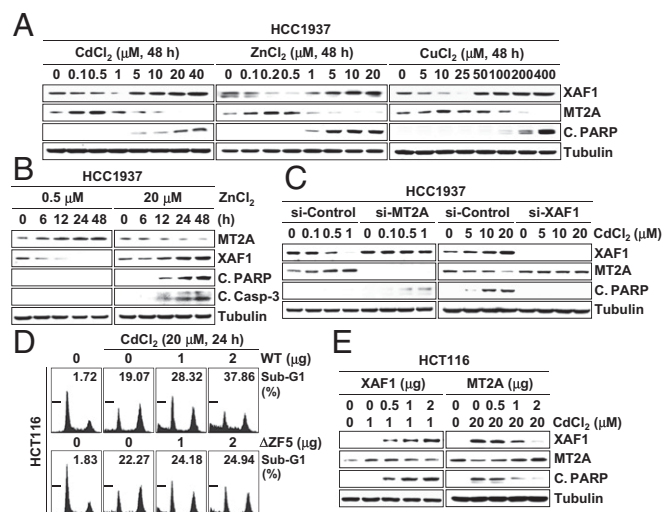 A
HCC1937
CdCl2 (μM, 48 h) ZnCl2 (μM, 48 h) CuCl2 (μM, 48 h)
0 0.1 0.5 1 5 10 20 40 0 0.1 0.2 0.5 1 5 10 20 0 5 10 25 50 100 200 400
XAF1
MT2A
C. PARP
Tubulin
B
HCC1937
0.5 μM 20 μM ZnCl2
0 6 12 24 48 0 6 12 24 48 (h)
MT2A
XAF1
C. PARP
C. Casp-3
Tubulin
C
HCC1937
si-Control si-MT2A si-Control si-XAF1
0 0.1 0.5 1 0 0.1 0.5 1 0 5 10 20 0 5 10 20 CdCl2 (μM)
XAF1
MT2A
C. PARP
Tubulin
D
CdCl2 (20 μM, 24 h)
0 0 1 2 WT (μg)
1.72 19.07 28.32 37.86 Sub-G1
(%)
HCT116
0 0 1 2 ΔZF5 (μg)
1.83 22.27 24.18 24.94 Sub-G1
(%)
E
HCT116
XAF1 (μg) MT2A (μg)
0 0 0.5 1 2 0 0 0.5 1 2
0 1 1 1 1 0 20 20 20 20 CdCl2 (μM)
XAF1
MT2A
C. PARP
Tubulin